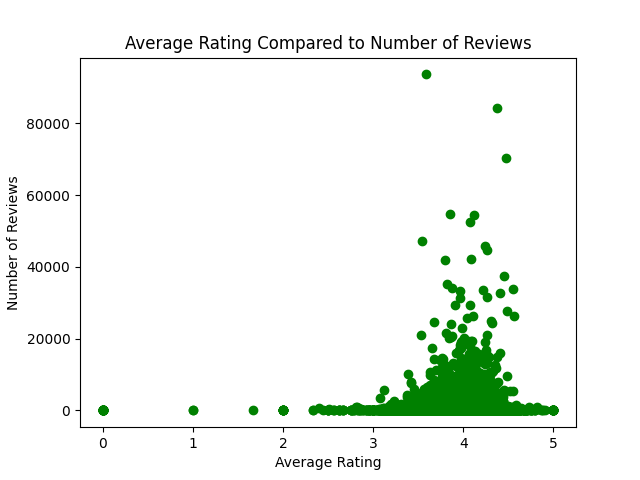 Average Rating Compared to Number of Reviews
80000
60000
40000
20000
0
Number of Reviews
0 1 2 3 4 5
Average Rating